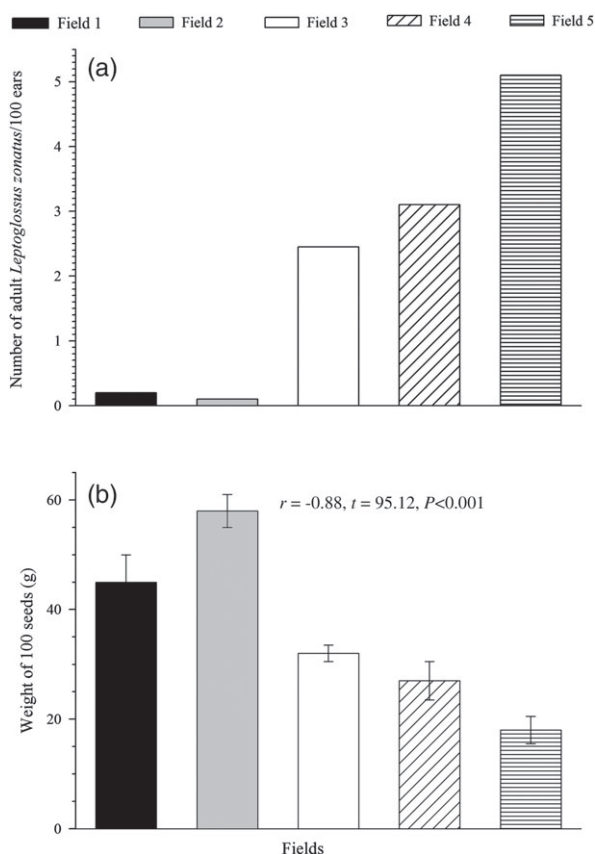 Field 1 Field 2 Field 3 Field 4 Field 5
(a)
Number of adult Leptoglossus zonatus/100 ears
5
4
3
2
1
0
(b)
r = -0.88, t = 95.12, P<0.001
Weight of 100 seeds (g)
60
40
20
0
Fields